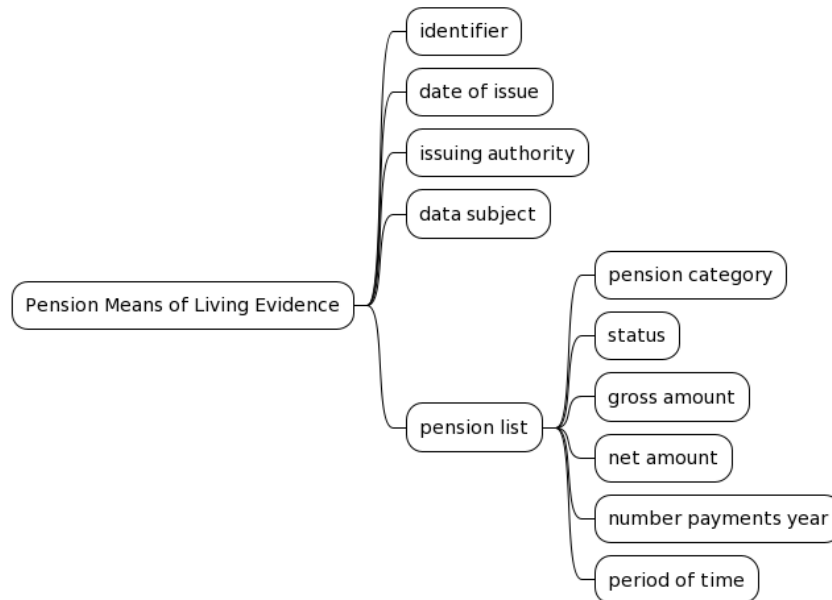 identifier
date of issue
issuing authority
data subject
Pension Means of Living Evidence
pension list
pension category
status
gross amount
net amount
number payments year
period of time